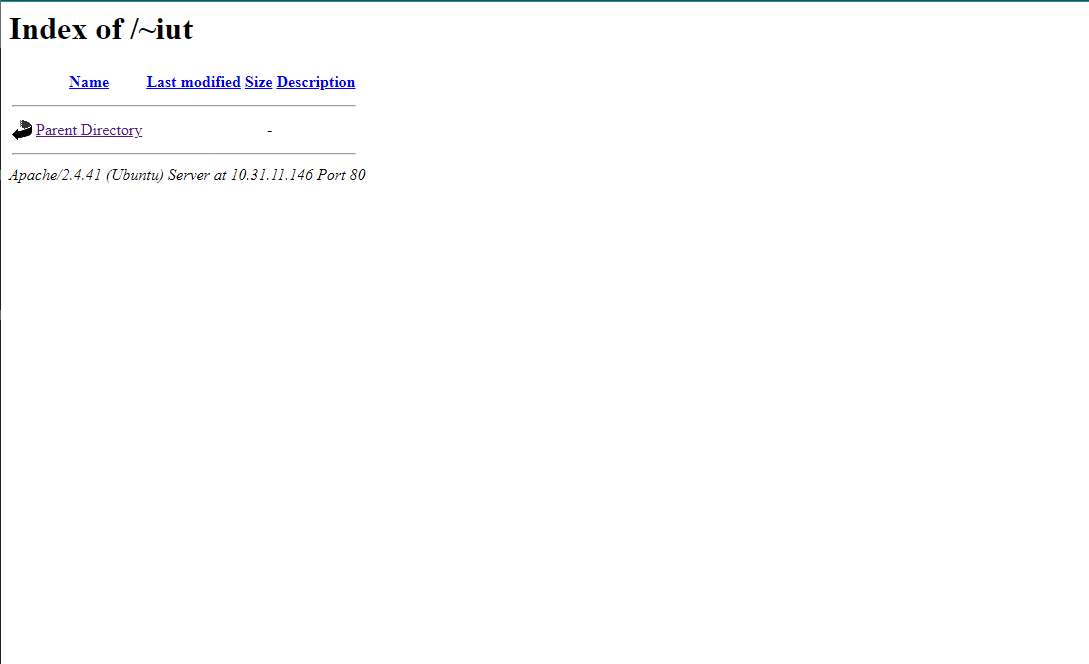 Index of /~iut
Name Last modified Size Description
Parent Directory -
Apache/2.4.41 (Ubuntu) Server at 10.31.11.146 Port 80